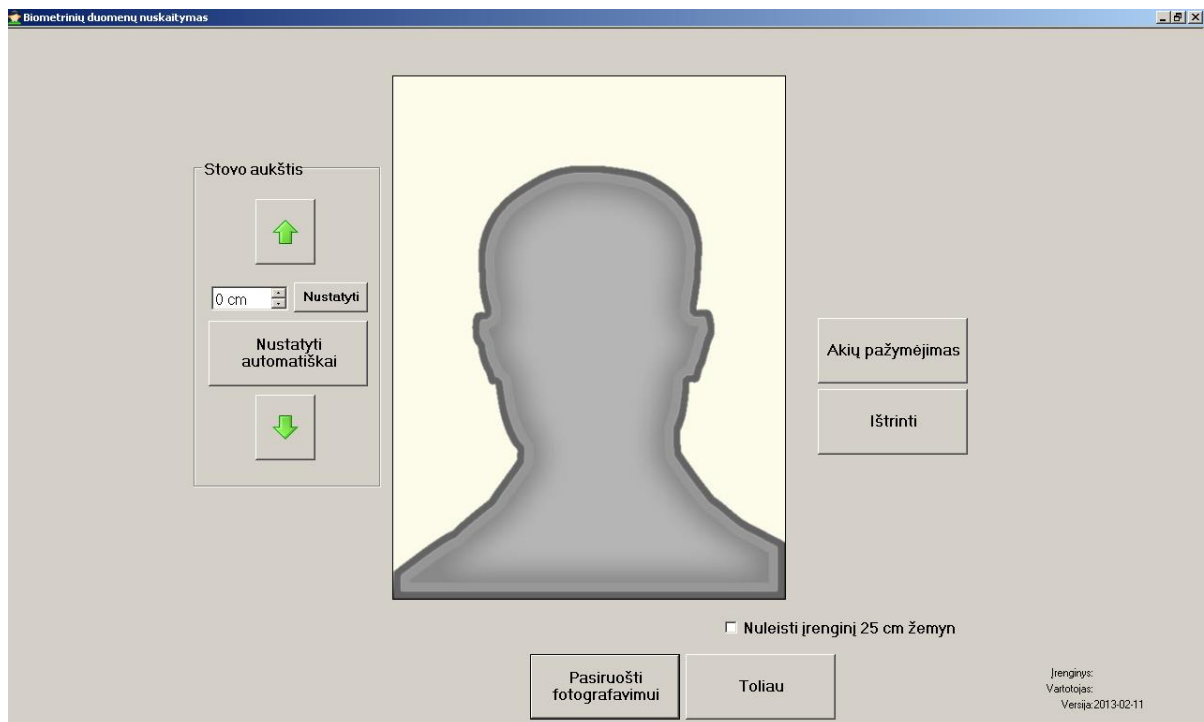 Biometrinių duomenų nuskaitymas
Stovo aukštis
0 cm
Nustatyti
Nustatyti
automatiškai
Akių pažymėjimas
Ištrinti
Nuleisti įrenginį 25 cm žemyn
Pasiruošti
fotografavimui
Toliau
Įrenginys:
Vartotojas:
Versija:2013-02-11